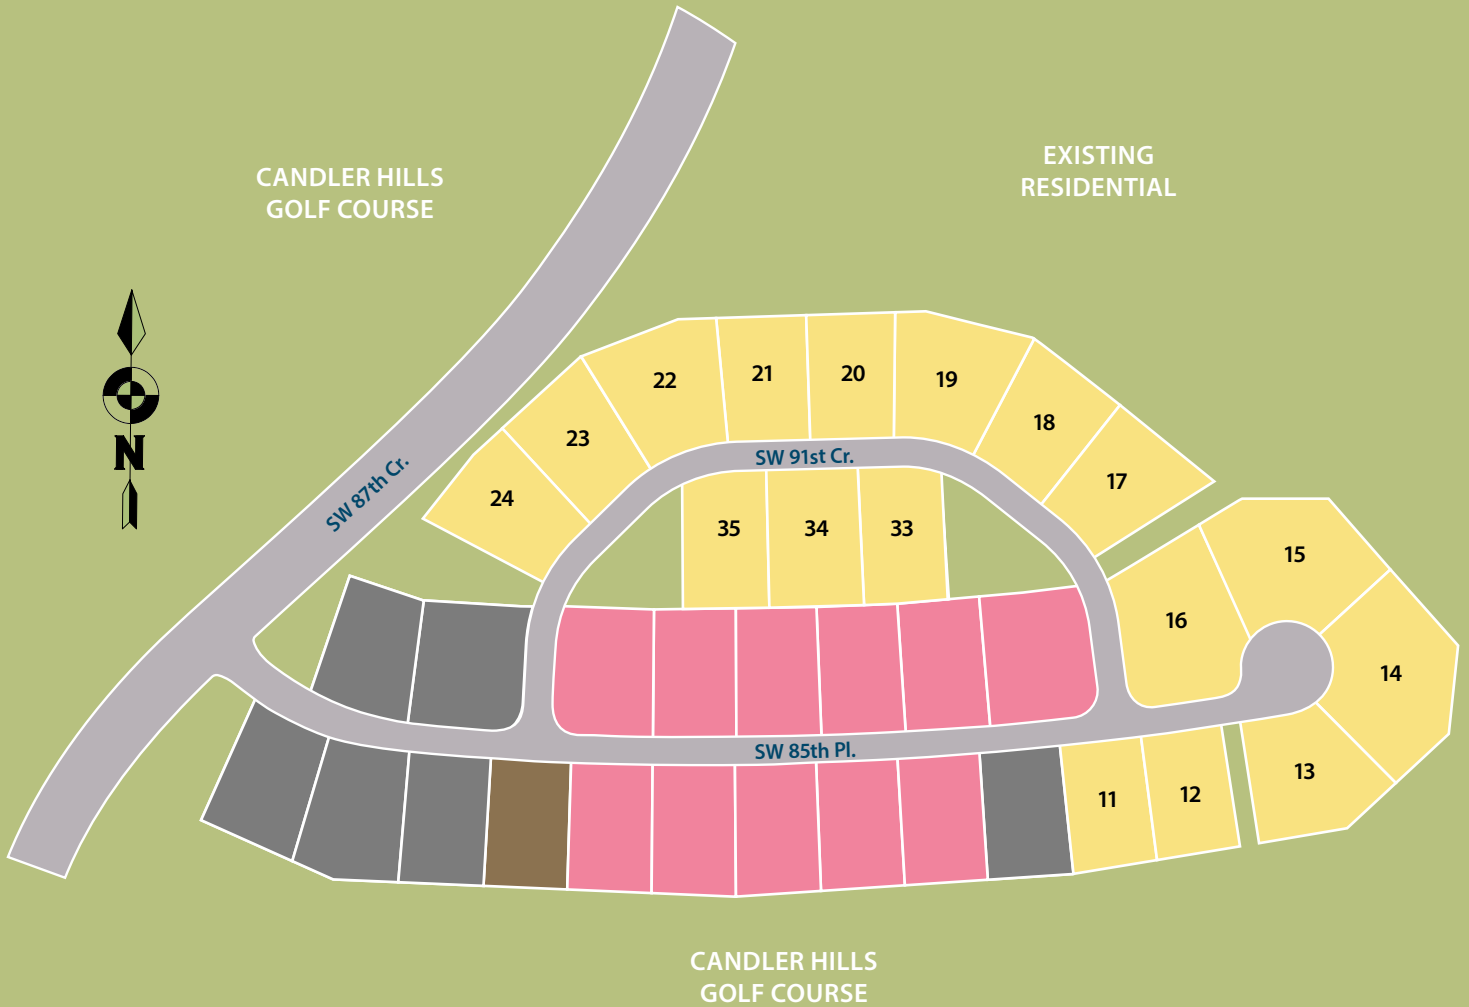 CANDLER HILLS
GOLF COURSE
EXISTING
RESIDENTIAL
N
SW 87th Cr.
22
21
20
19
23
18
24
17
SW 91st Cr.
35
34
33
15
16
14
SW 85th Pl.
11
12
13
CANDLER HILLS
GOLF COURSE